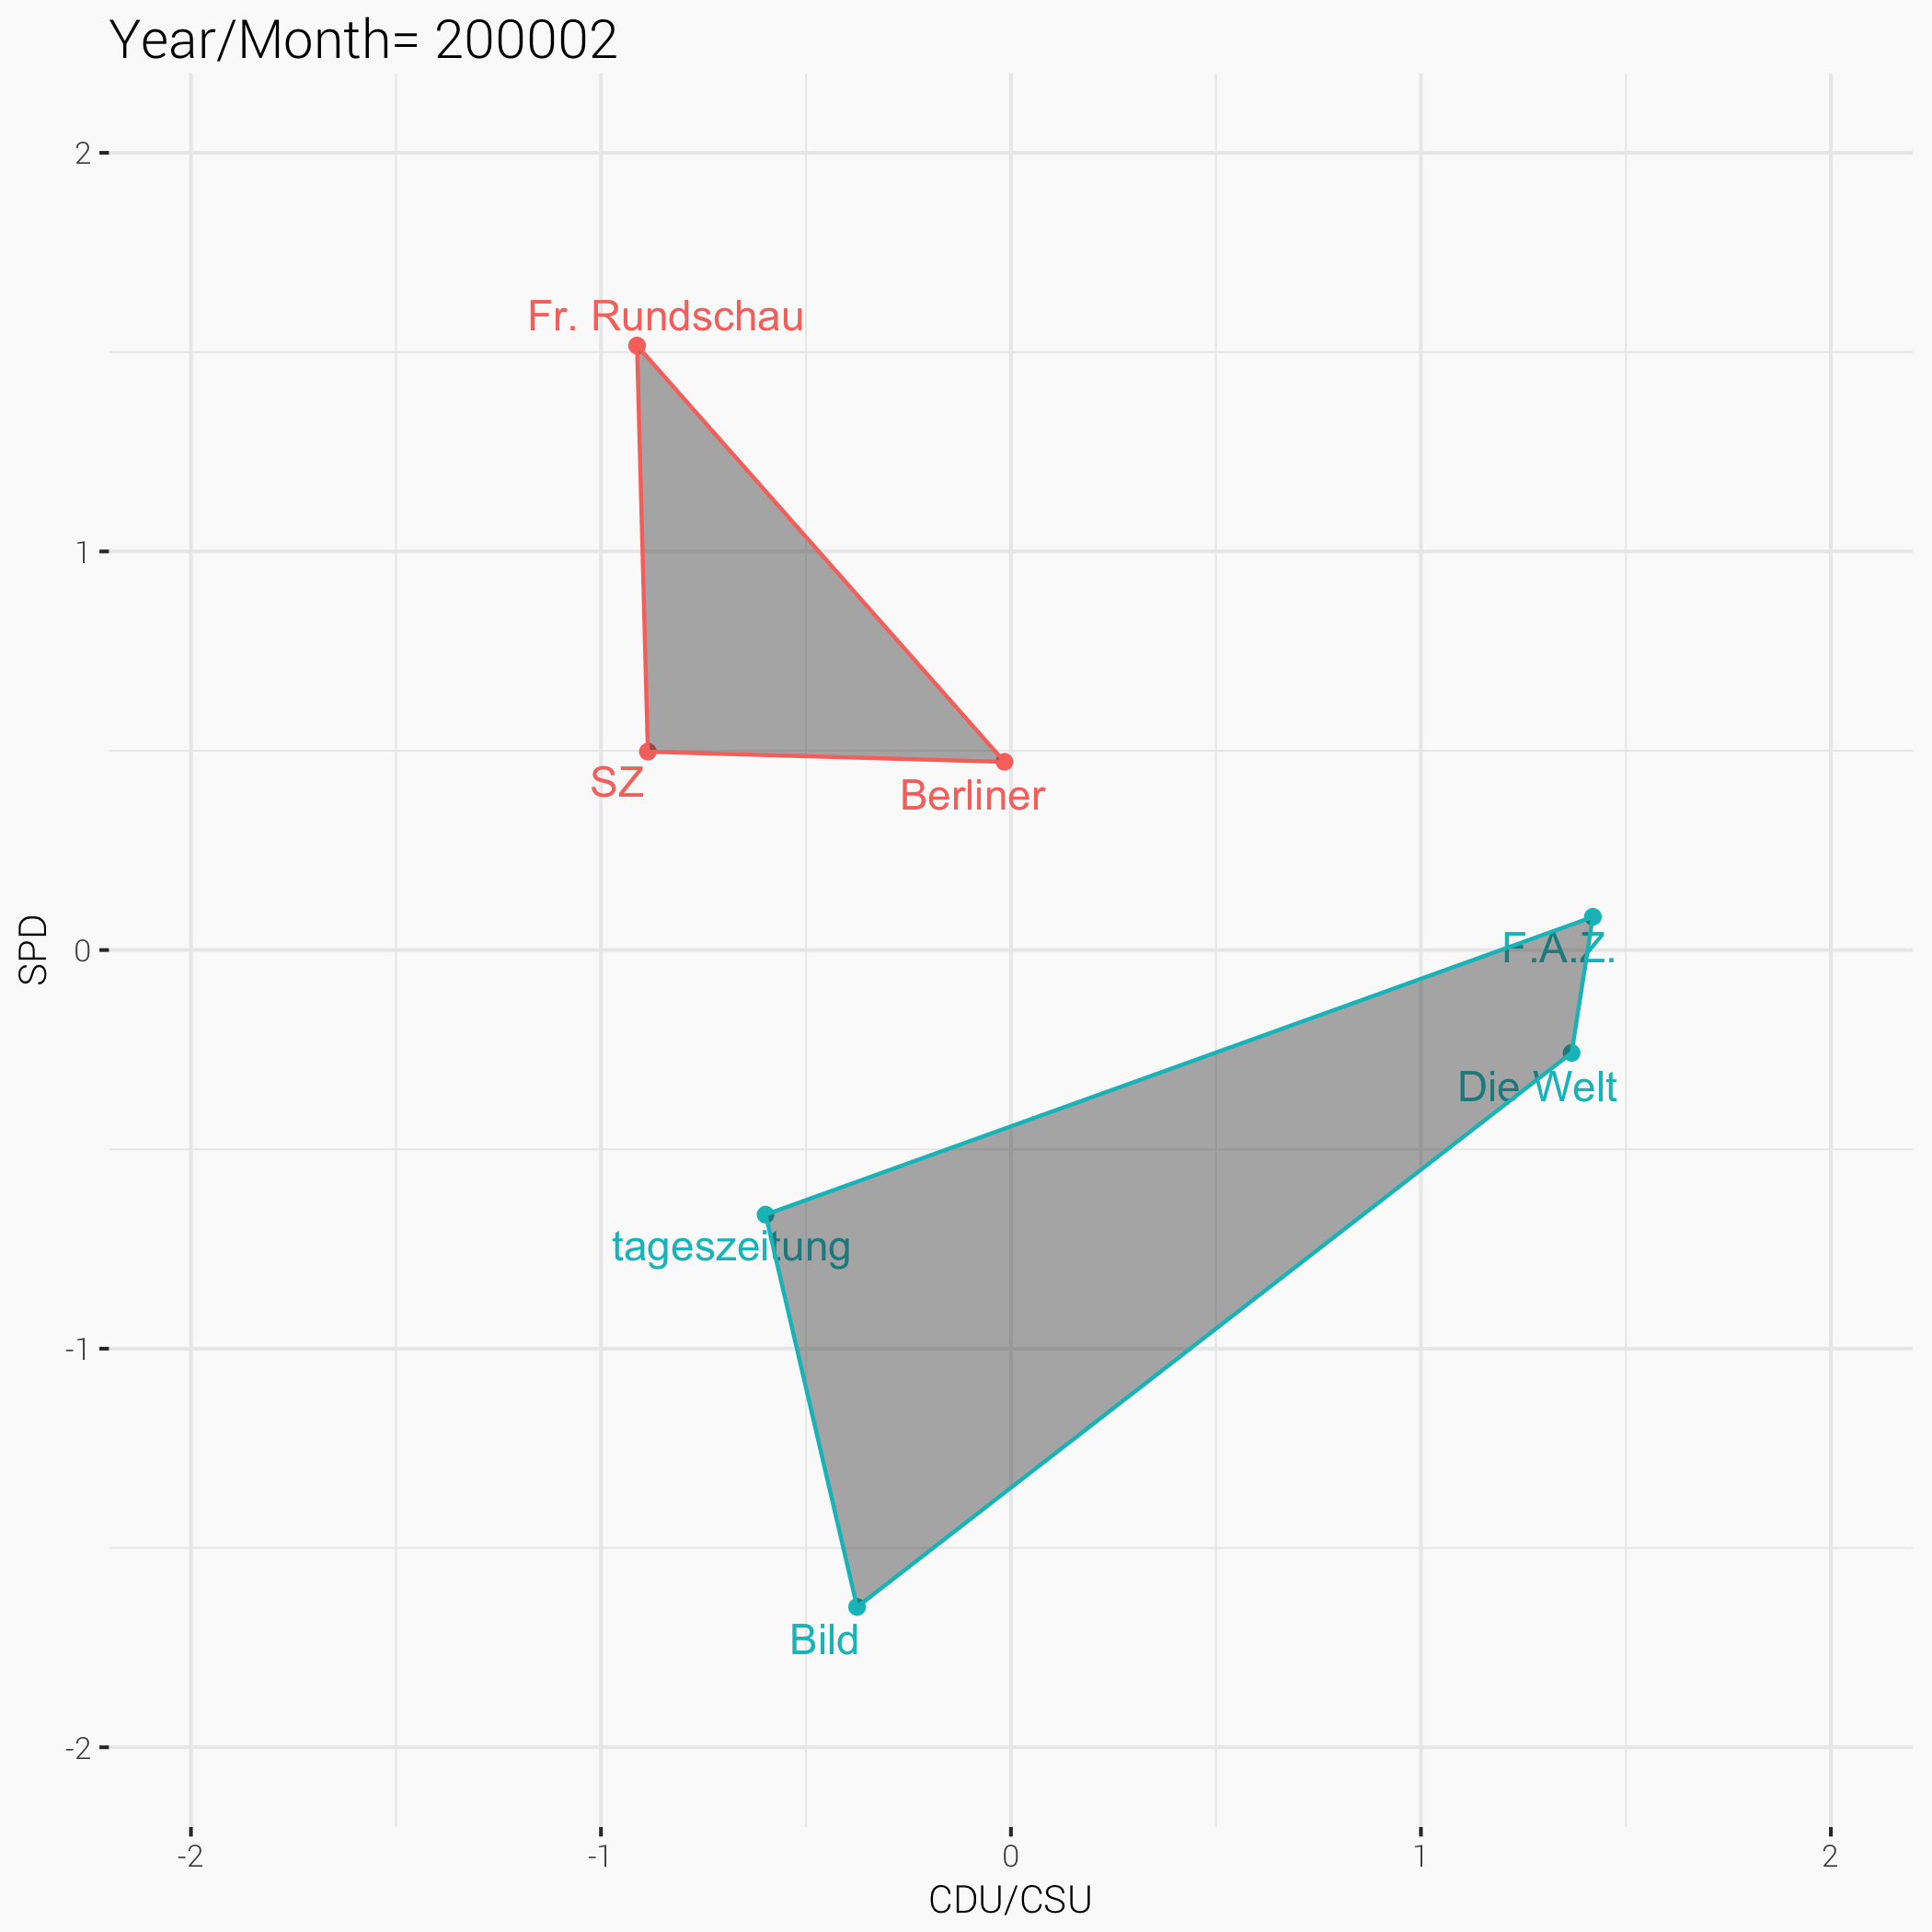 Year/Month= 200002
2
1
0
-1
-2
SPD
Fr. Rundschau
SZ
Berliner
F.A.Z.
Die Welt
tageszeitung
Bild
-2
-1
0
1
2
CDU/CSU